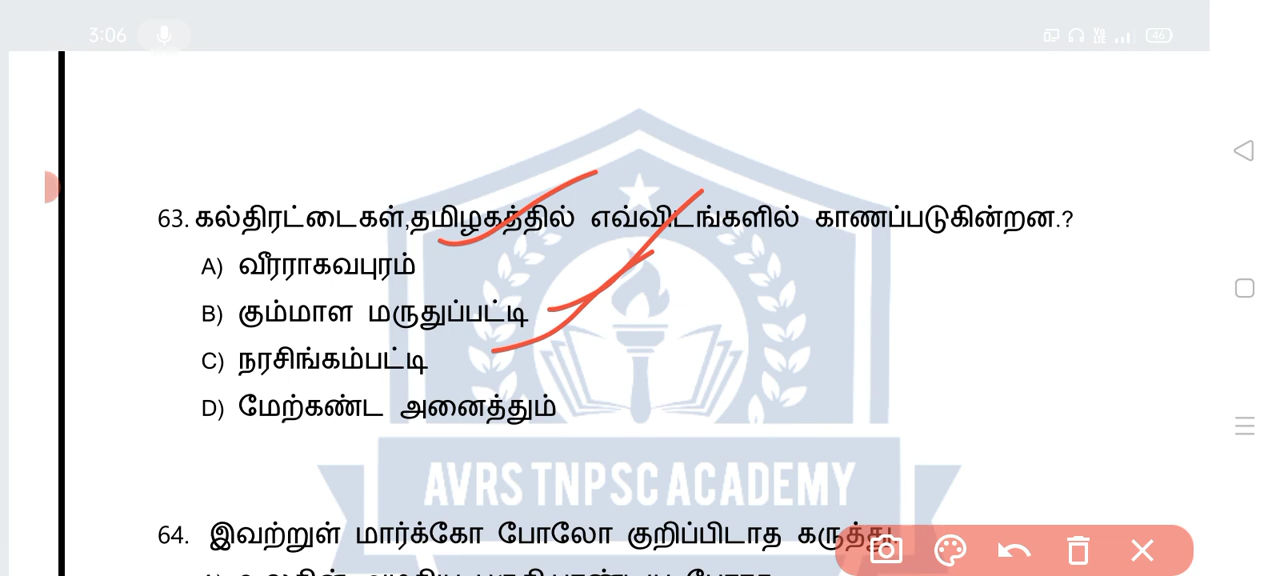 3:06
46
63. கல்திரட்டைகள்,தமிழகத்தில் எவ்விடங்களில் காணப்படுகின்றன.?
A) வீரராகவபுரம்
B) கும்மாள மருதுப்பட்டி
C) நரசிங்கம்பட்டி
D) மேற்கண்ட அனைத்தும்
AVRS TNPSC ACADEMY
64. இவற்றுள் மார்க்கோ போலோ குறிப்பிடாத கருத்து.